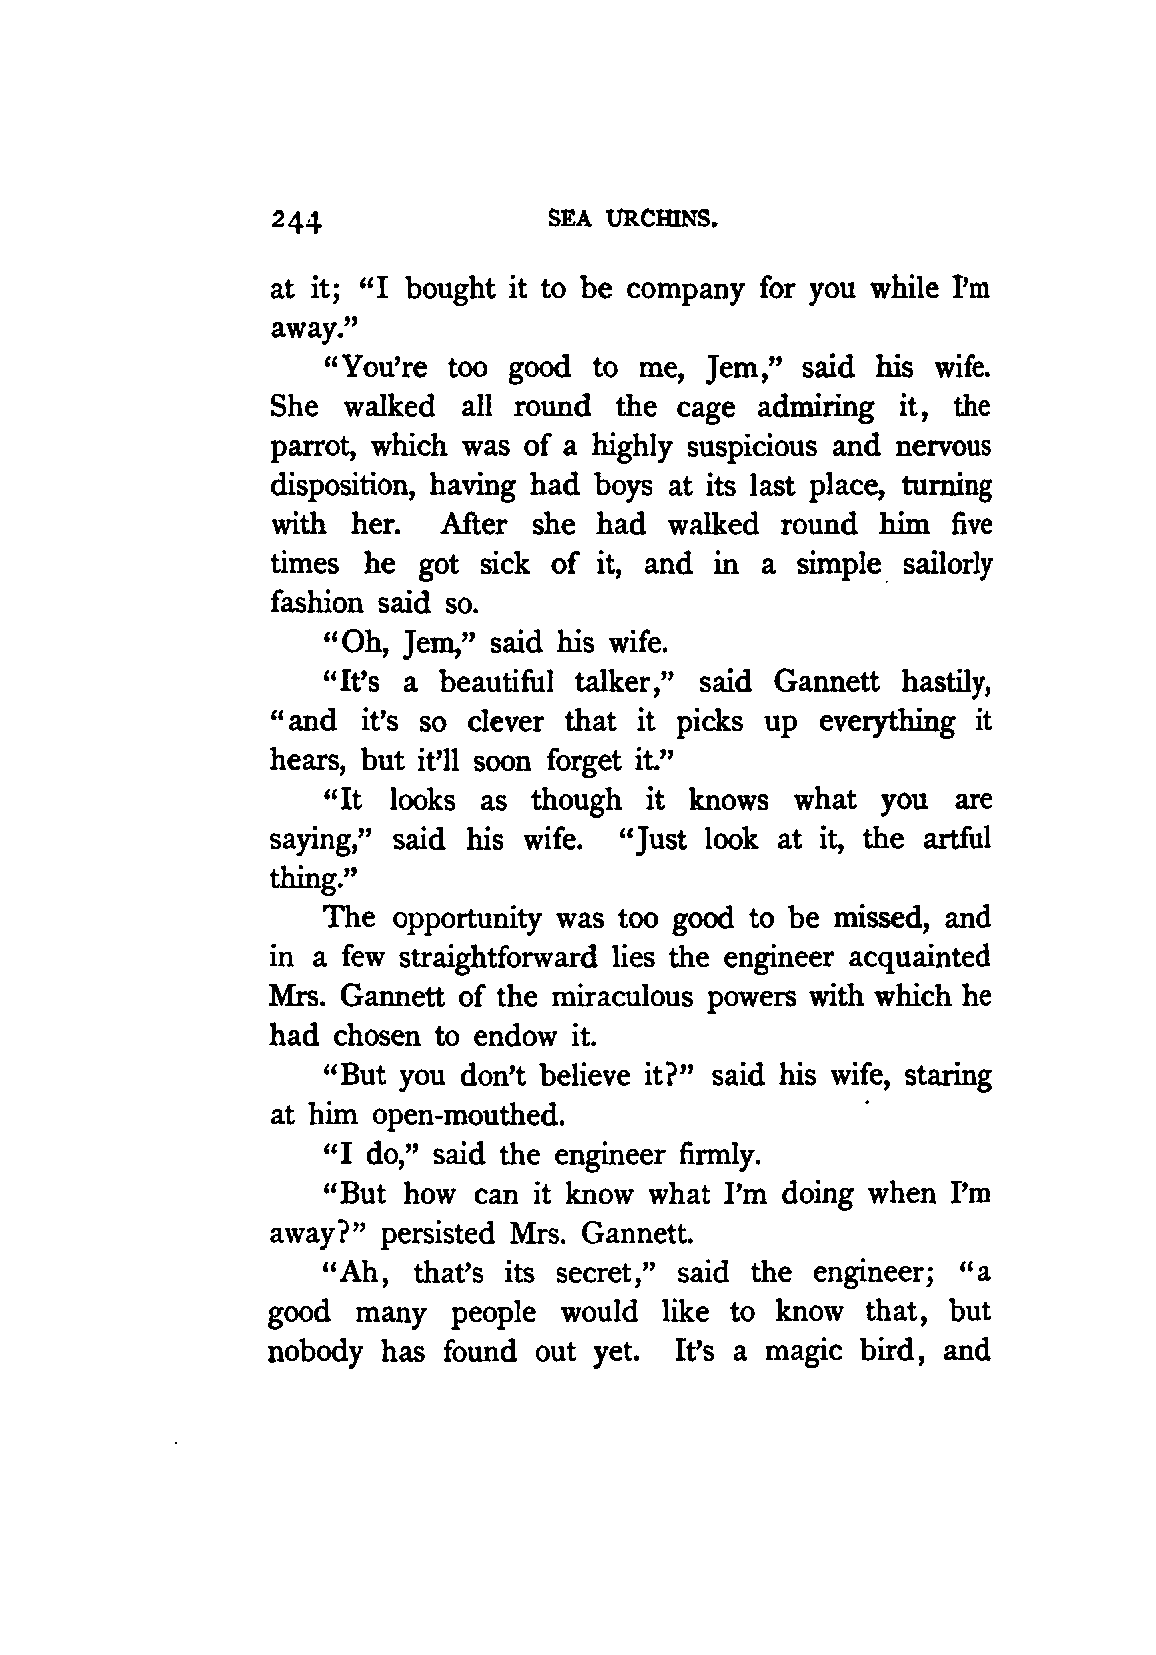 244 SEA URCHINS.
at it; “I bought it to be company for you while I’m
away.”
“You’re too good to me, Jem,” said his wife.
She walked all round the cage admiring it, the
parrot, which was of a highly suspicious and nervous
disposition, having had boys at its last place, turning
with her. After she had walked round him five
times he got sick of it, and in a simple sailorly
fashion said so.
“Oh, Jem,” said his wife.
“It’s a beautiful talker,” said Gannett hastily,
“and it’s so clever that it picks up everything it
hears, but it’ll soon forget it.”
“It looks as though it knows what you are
saying,” said his wife. “Just look at it, the artful
thing.”
The opportunity was too good to be missed, and
in a few straightforward lies the engineer acquainted
Mrs. Gannett of the miraculous powers with which he
had chosen to endow it.
“But you don’t believe it?” said his wife, staring
at him open-mouthed.
“I do,” said the engineer firmly.
“But how can it know what I’m doing when I’m
away?” persisted Mrs. Gannett.
“Ah, that’s its secret,” said the engineer; “a
good many people would like to know that, but
nobody has found out yet. It’s a magic bird, and